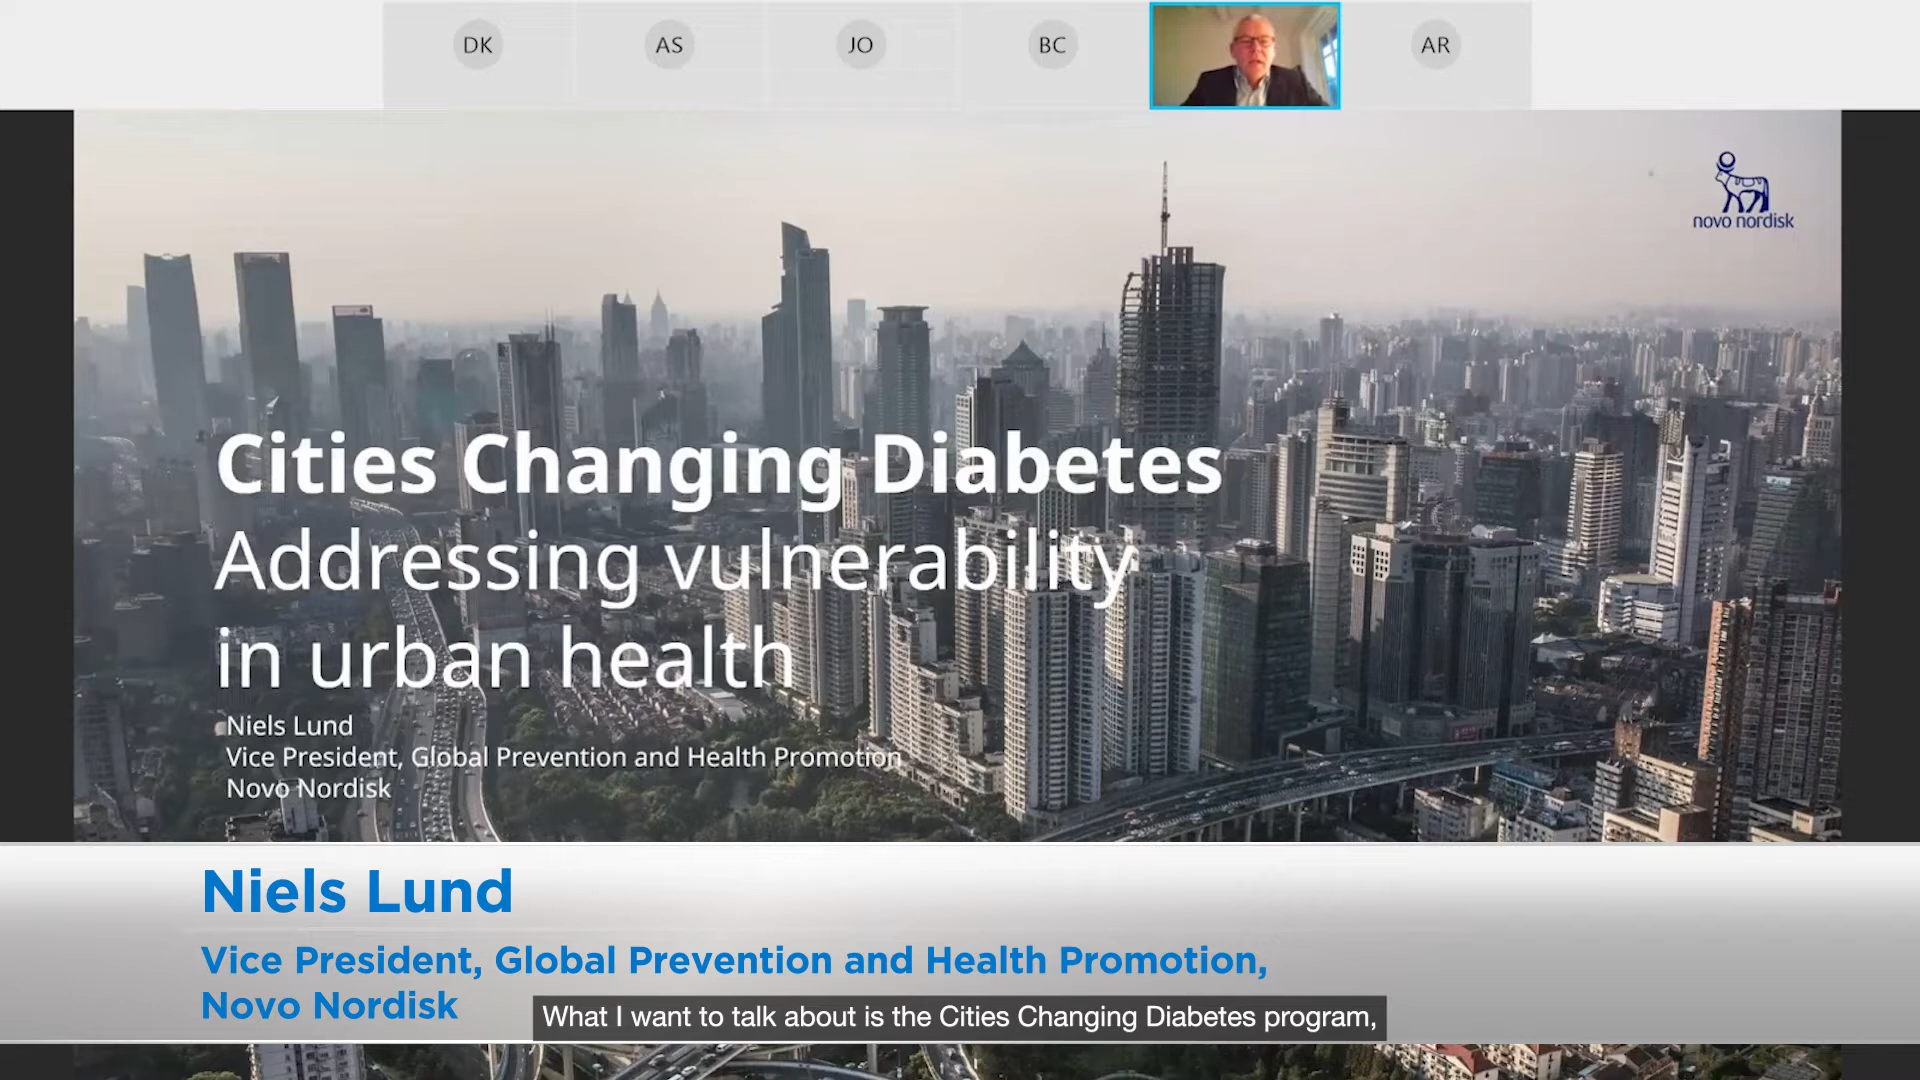 DK
AS
JO
BC
AR
novo nordisk
Cities Changing Diabetes
Addressing vulnerability
in urban health
Niels Lund
Vice President, Global Prevention and Health Promotion
Novo Nordisk
Niels Lund
Vice President, Global Prevention and Health Promotion,
Novo Nordisk
What I want to talk about is the Cities Changing Diabetes program,